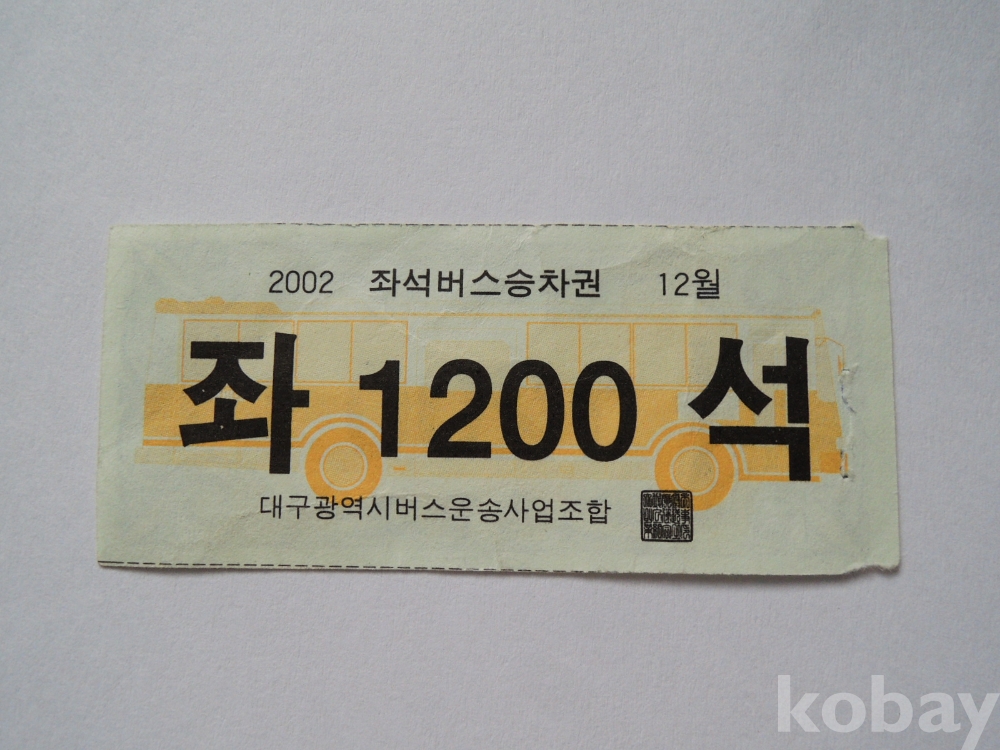 2002 좌석버스승차권 12월
좌 1200 석
대구광역시버스운송사업조합
kobay